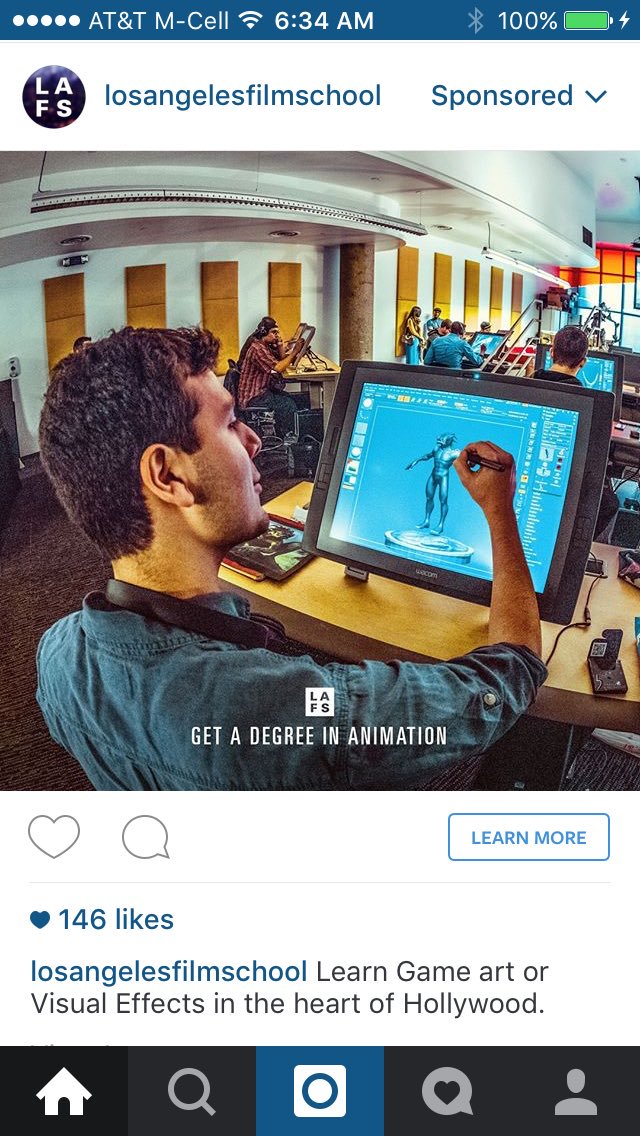 AT&T M-Cell 6:34 AM 100%
LA
FS
losangelesfilmschool Sponsored
wacom
LA
FS
GET A DEGREE IN ANIMATION
LEARN MORE
146 likes
losangelesfilmschool Learn Game art or
Visual Effects in the heart of Hollywood.